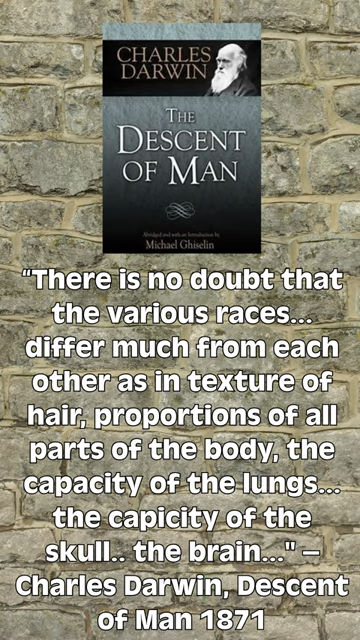 CHARLES
DARWIN
THE
DESCENT
OF MAN
Abridged and with an Introduction by
Michael Ghiselin
“There is no doubt that
the various races...
differ much from each
other as in texture of
hair, proportions of all
parts of the body, the
capacity of the lungs...
the capicity of the
skull.. the brain..." –
Charles Darwin, Descent
of Man 1871